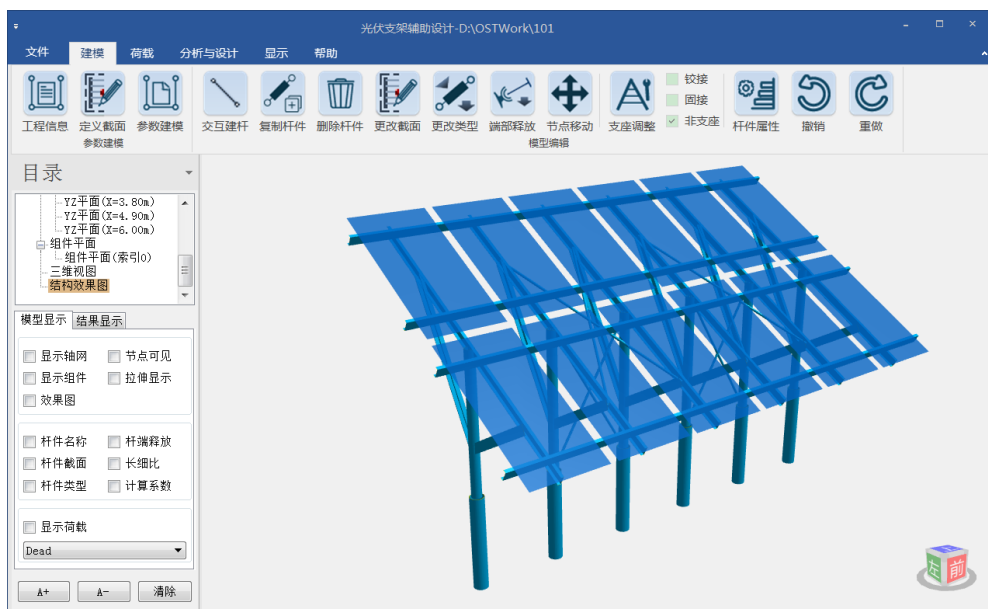 光伏支架辅助设计-D:\OSTWork\101
文件 建模 荷载 分析与设计 显示 帮助
铰接
固接
非支座
工程信息 定义截面 参数建模 交互建杆 复制杆件 删除杆件 更改截面 更改类型 端部释放 节点移动 支座调整 杆件属性 撤销 重做
参数建模 模型编辑
目录
YZ平面(X=3.80m)
YZ平面(X=4.90m)
YZ平面(X=6.00m)
组件平面
组件平面(索引0)
三维视图
结构效果图
模型显示 结果显示
显示轴网 节点可见
显示组件 拉伸显示
效果图
杆件名称 杆端释放
杆件截面 长细比
杆件类型 计算系数
显示荷载
Dead
A+ A- 清除
左 前